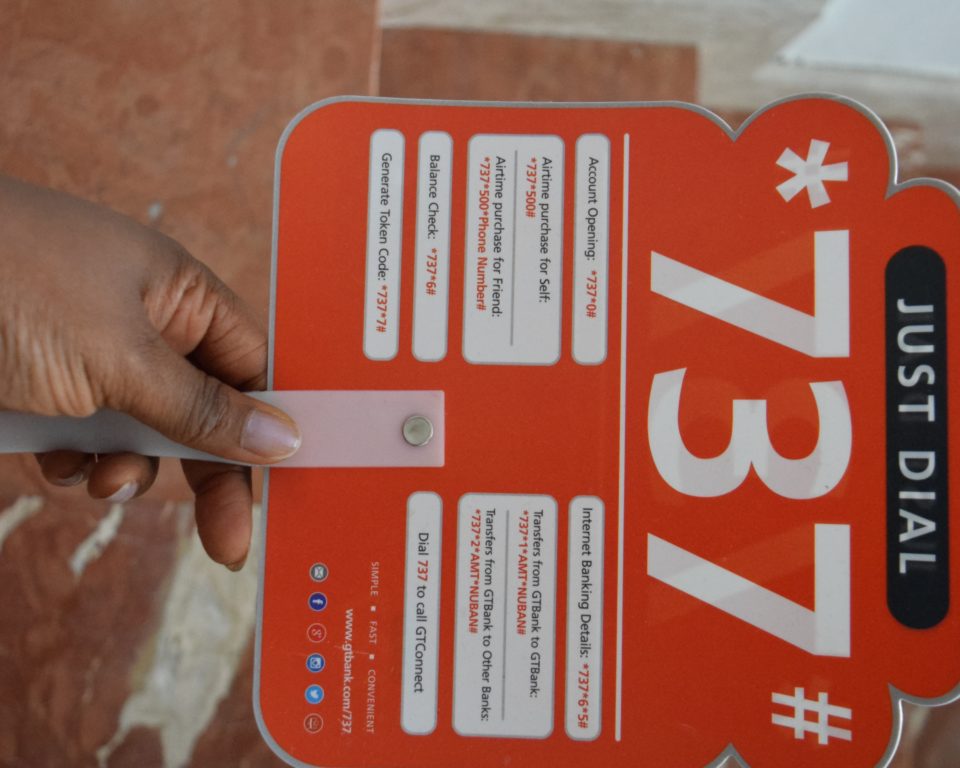 JUST DIAL
*737#
Account Opening: *737*0#
Airtime purchase for Self:
*737*500#
Airtime purchase for Friend:
*737*500*Phone Number#
Balance Check: *737*6#
Generate Token Code: *737*7#
Internet Banking Details: *737*6*5#
Transfers from GTBank to GTBank:
*737*1*AMT*NUBAN#
Transfers from GTBank to Other Banks:
*737*2*AMT*NUBAN#
Dial 737 to call GTConnect
SIMPLE ▪ FAST ▪ CONVENIENT
www.gtbank.com/737